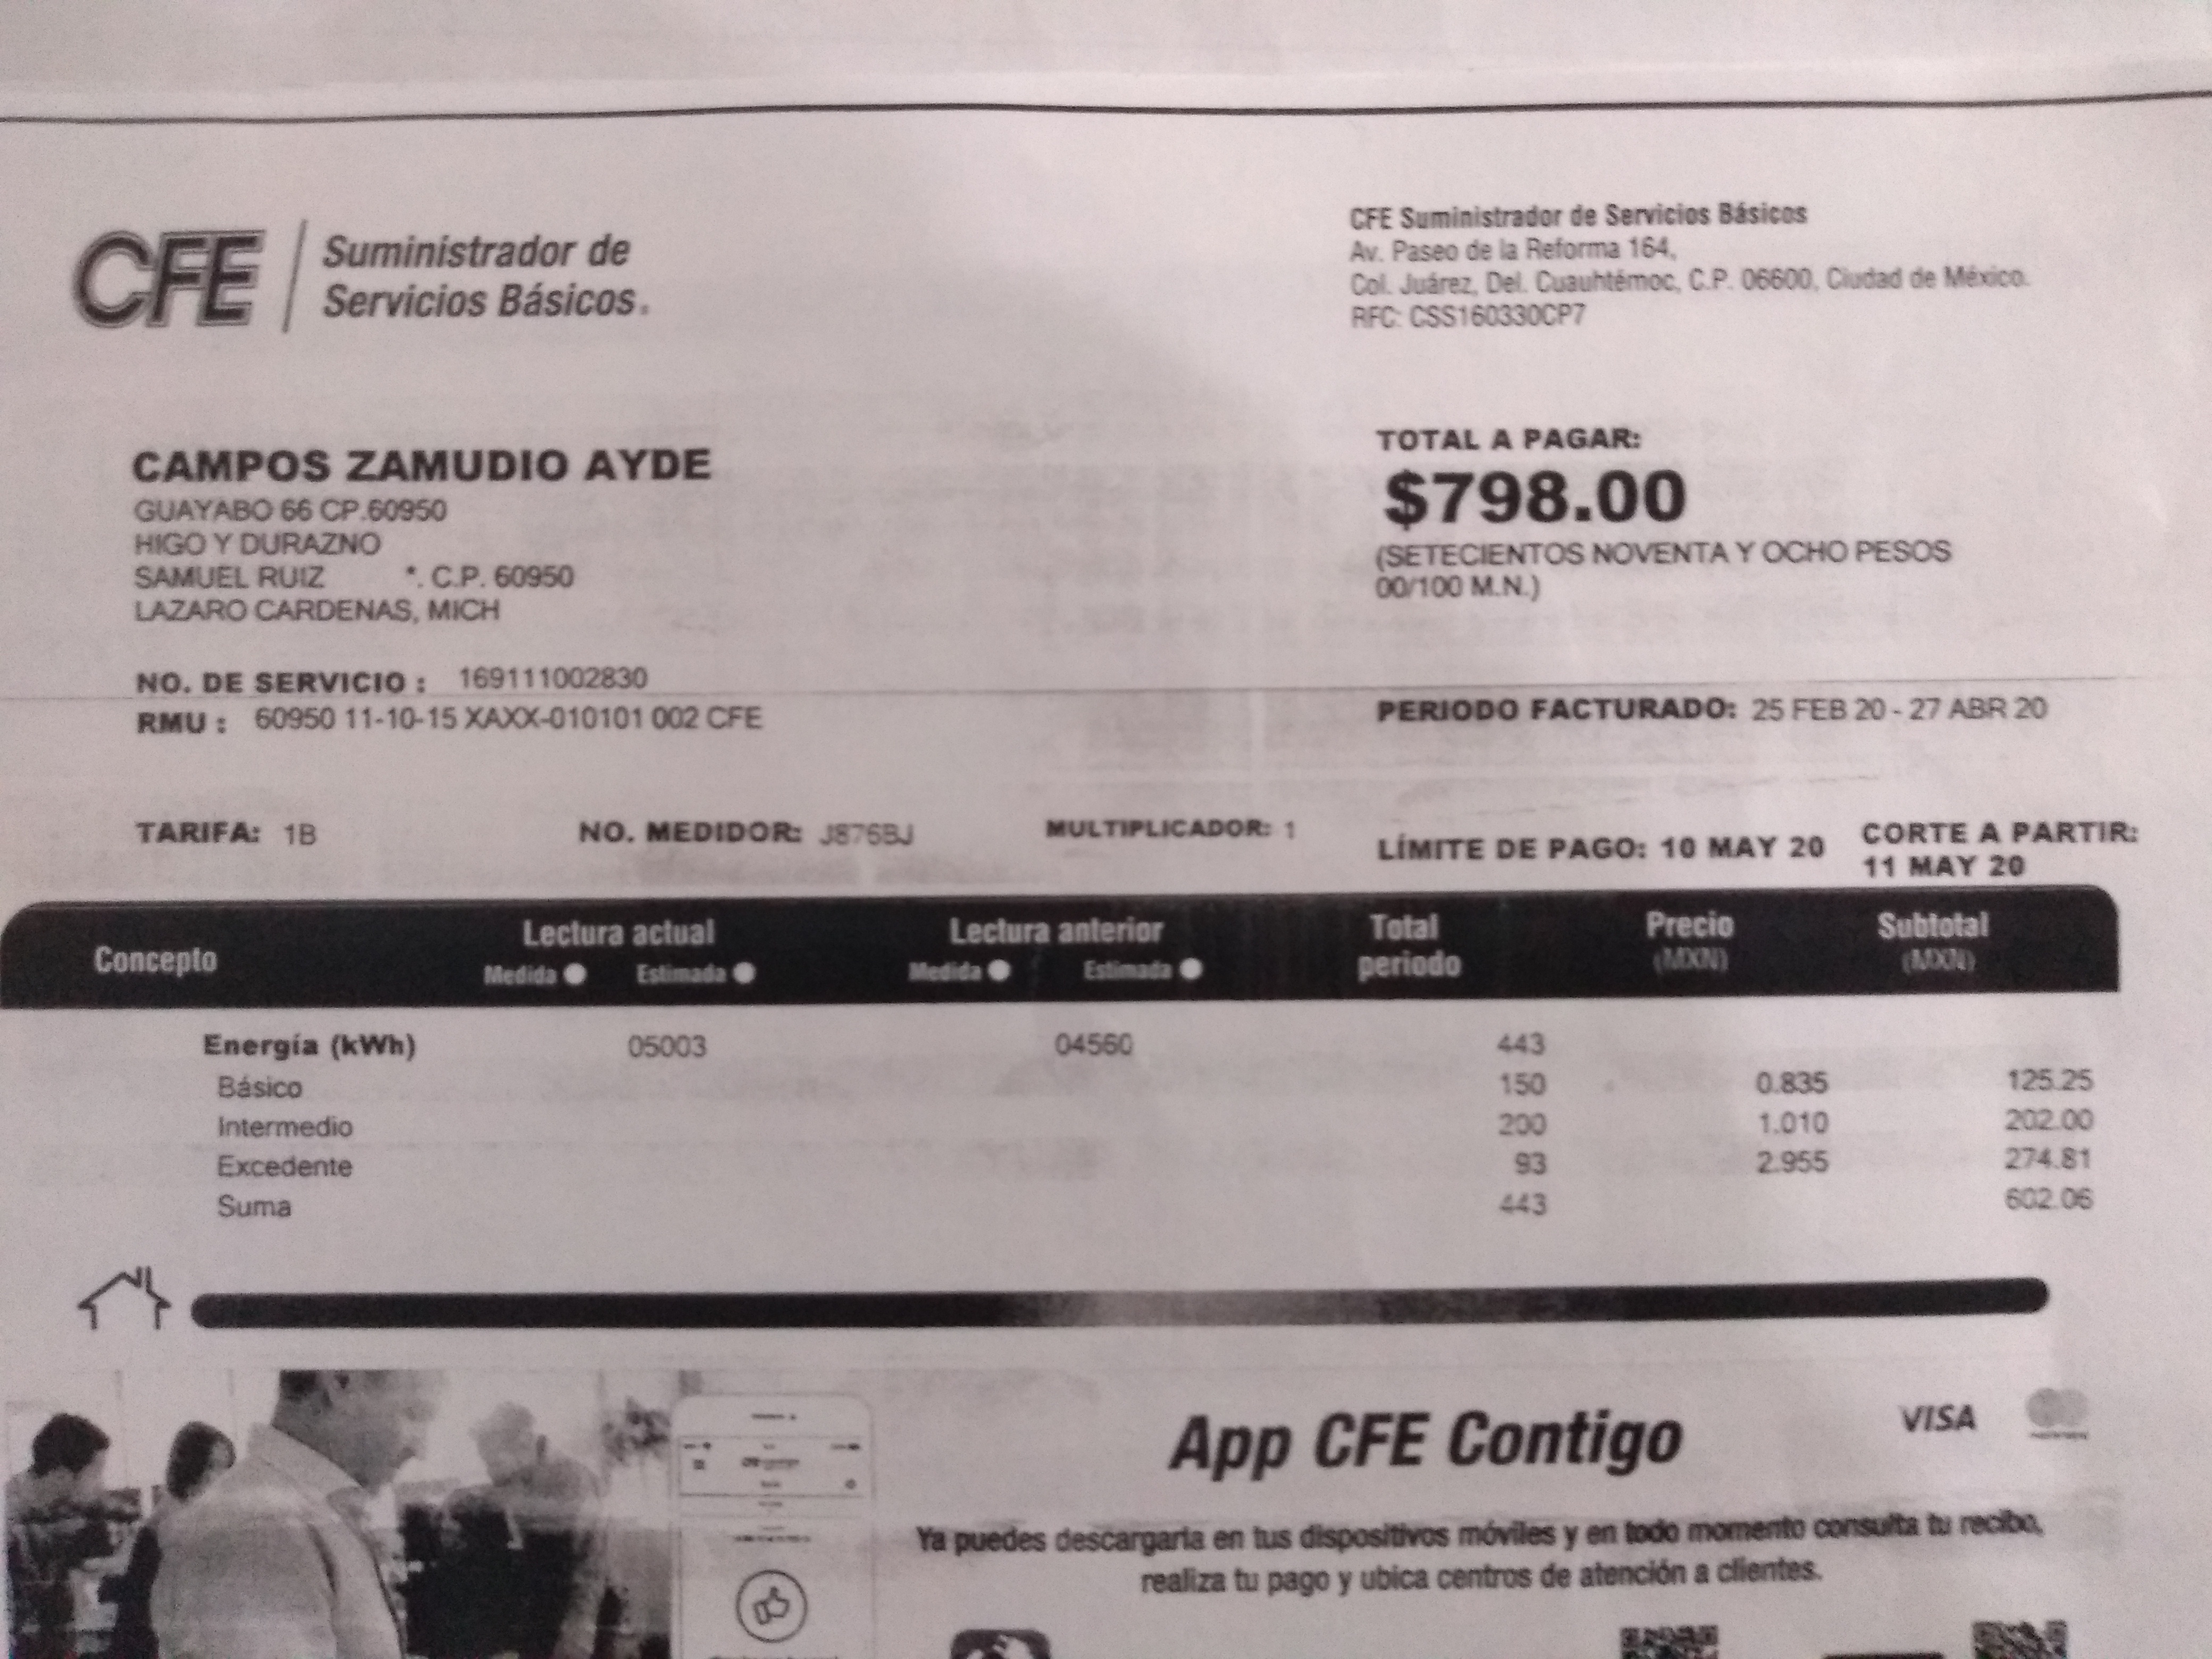 CFE Suministrador de Servicios Básicos.
CFE Suministrador de Servicios Básicos
Av. Paseo de la Reforma 164,
Col. Juárez, Del. Cuauhtémoc, C.P. 06600, Ciudad de México.
RFC: CSS160330CP7
CAMPOS ZAMUDIO AYDE
GUAYABO 66 CP.60950
HIGO Y DURAZNO
SAMUEL RUIZ *. C.P. 60950
LAZARO CARDENAS, MICH
TOTAL A PAGAR:
$798.00
(SETECIENTOS NOVENTA Y OCHO PESOS
00/100 M.N.)
NO. DE SERVICIO : 169111002830
RMU : 60950 11-10-15 XAXX-010101 002 CFE
PERIODO FACTURADO: 25 FEB 20 - 27 ABR 20
TARIFA: 1B NO. MEDIDOR: J876BJ MULTIPLICADOR: 1
LÍMITE DE PAGO: 10 MAY 20 CORTE A PARTIR:
11 MAY 20
Concepto Lectura actual Lectura anterior Total periodo Precio (MXN) Subtotal (MXN)
Medida Estimada Medida Estimada
Energía (kWh) 05003 04560 443
Básico 150 0.835 125.25
Intermedio 200 1.010 202.00
Excedente 93 2.955 274.81
Suma 443 602.06
App CFE Contigo
VISA
Ya puedes descargarla en tus dispositivos móviles y en todo momento consulta tu recibo,
realiza tu pago y ubica centros de atención a clientes.